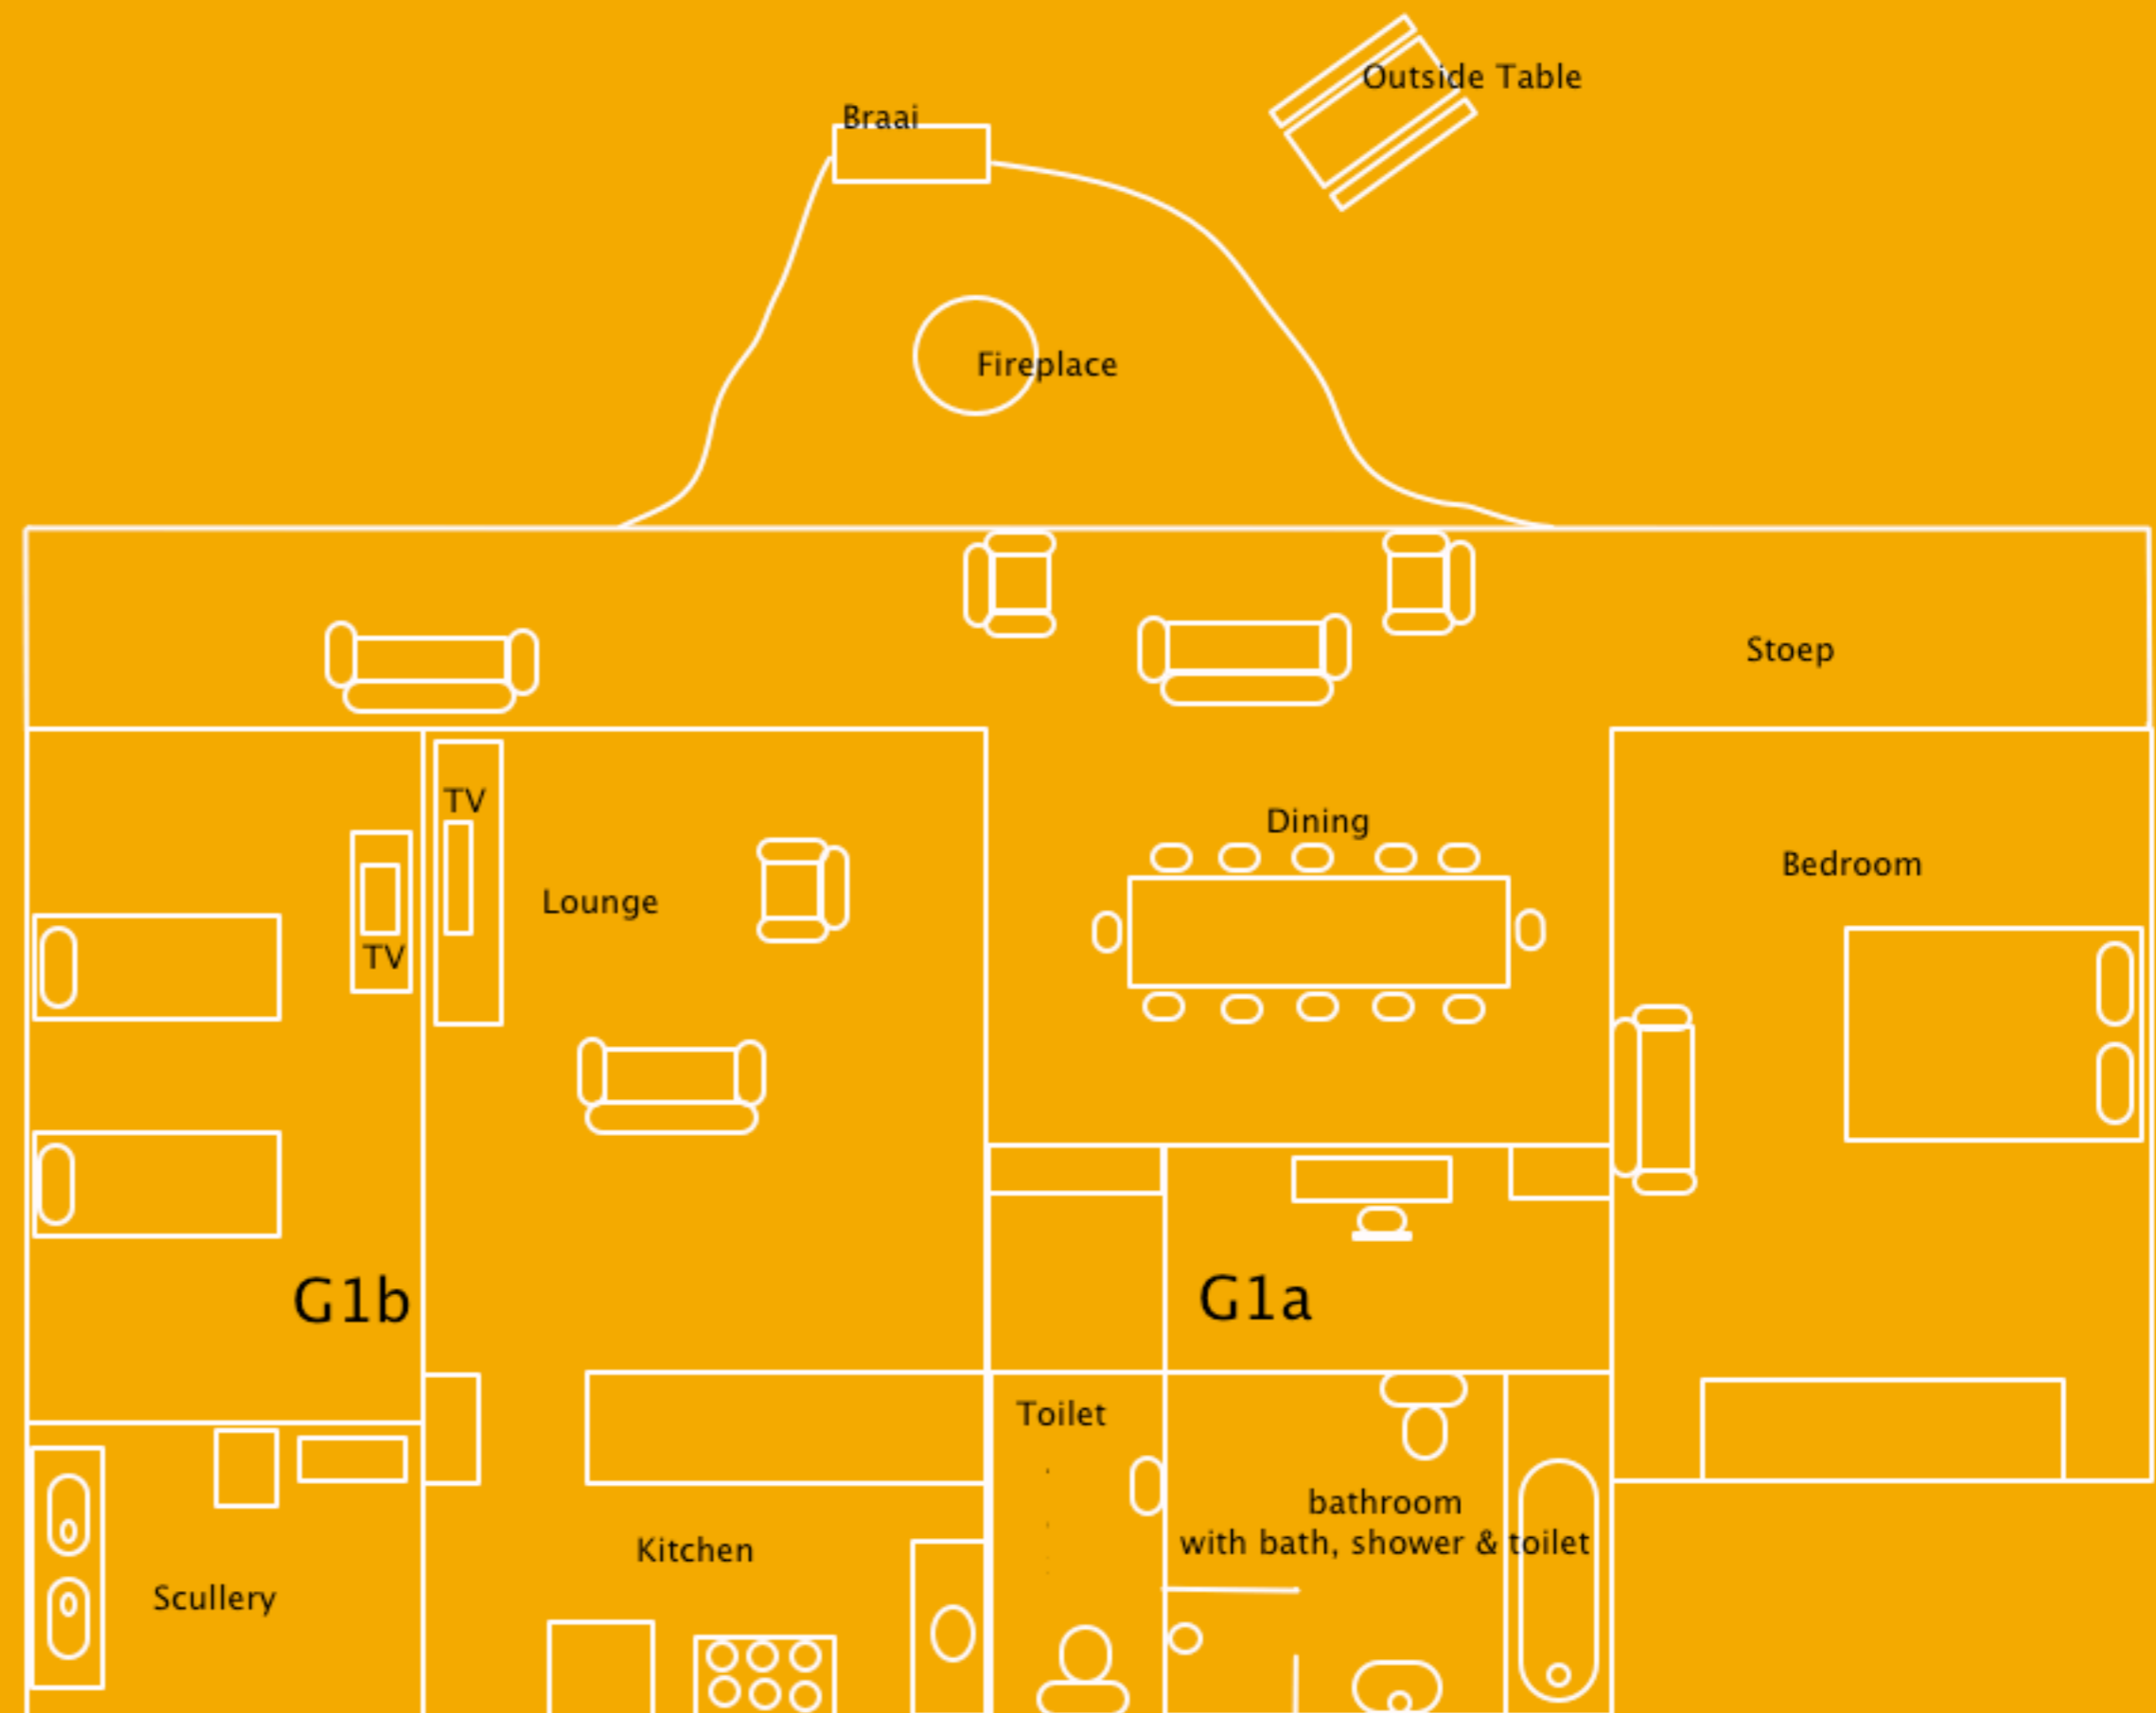 Outside Table
Braai
Fireplace
Stoep
TV
Dining
Bedroom
Lounge
TV
G1b
G1a
Toilet
bathroom
with bath, shower & toilet
Kitchen
Scullery